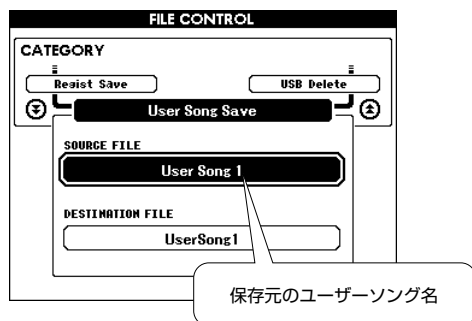 FILE CONTROL
CATEGORY
Regist Save
USB Delete
User Song Save
SOURCE FILE
User Song 1
DESTINATION FILE
UserSong1
保存元のユーザーソング名